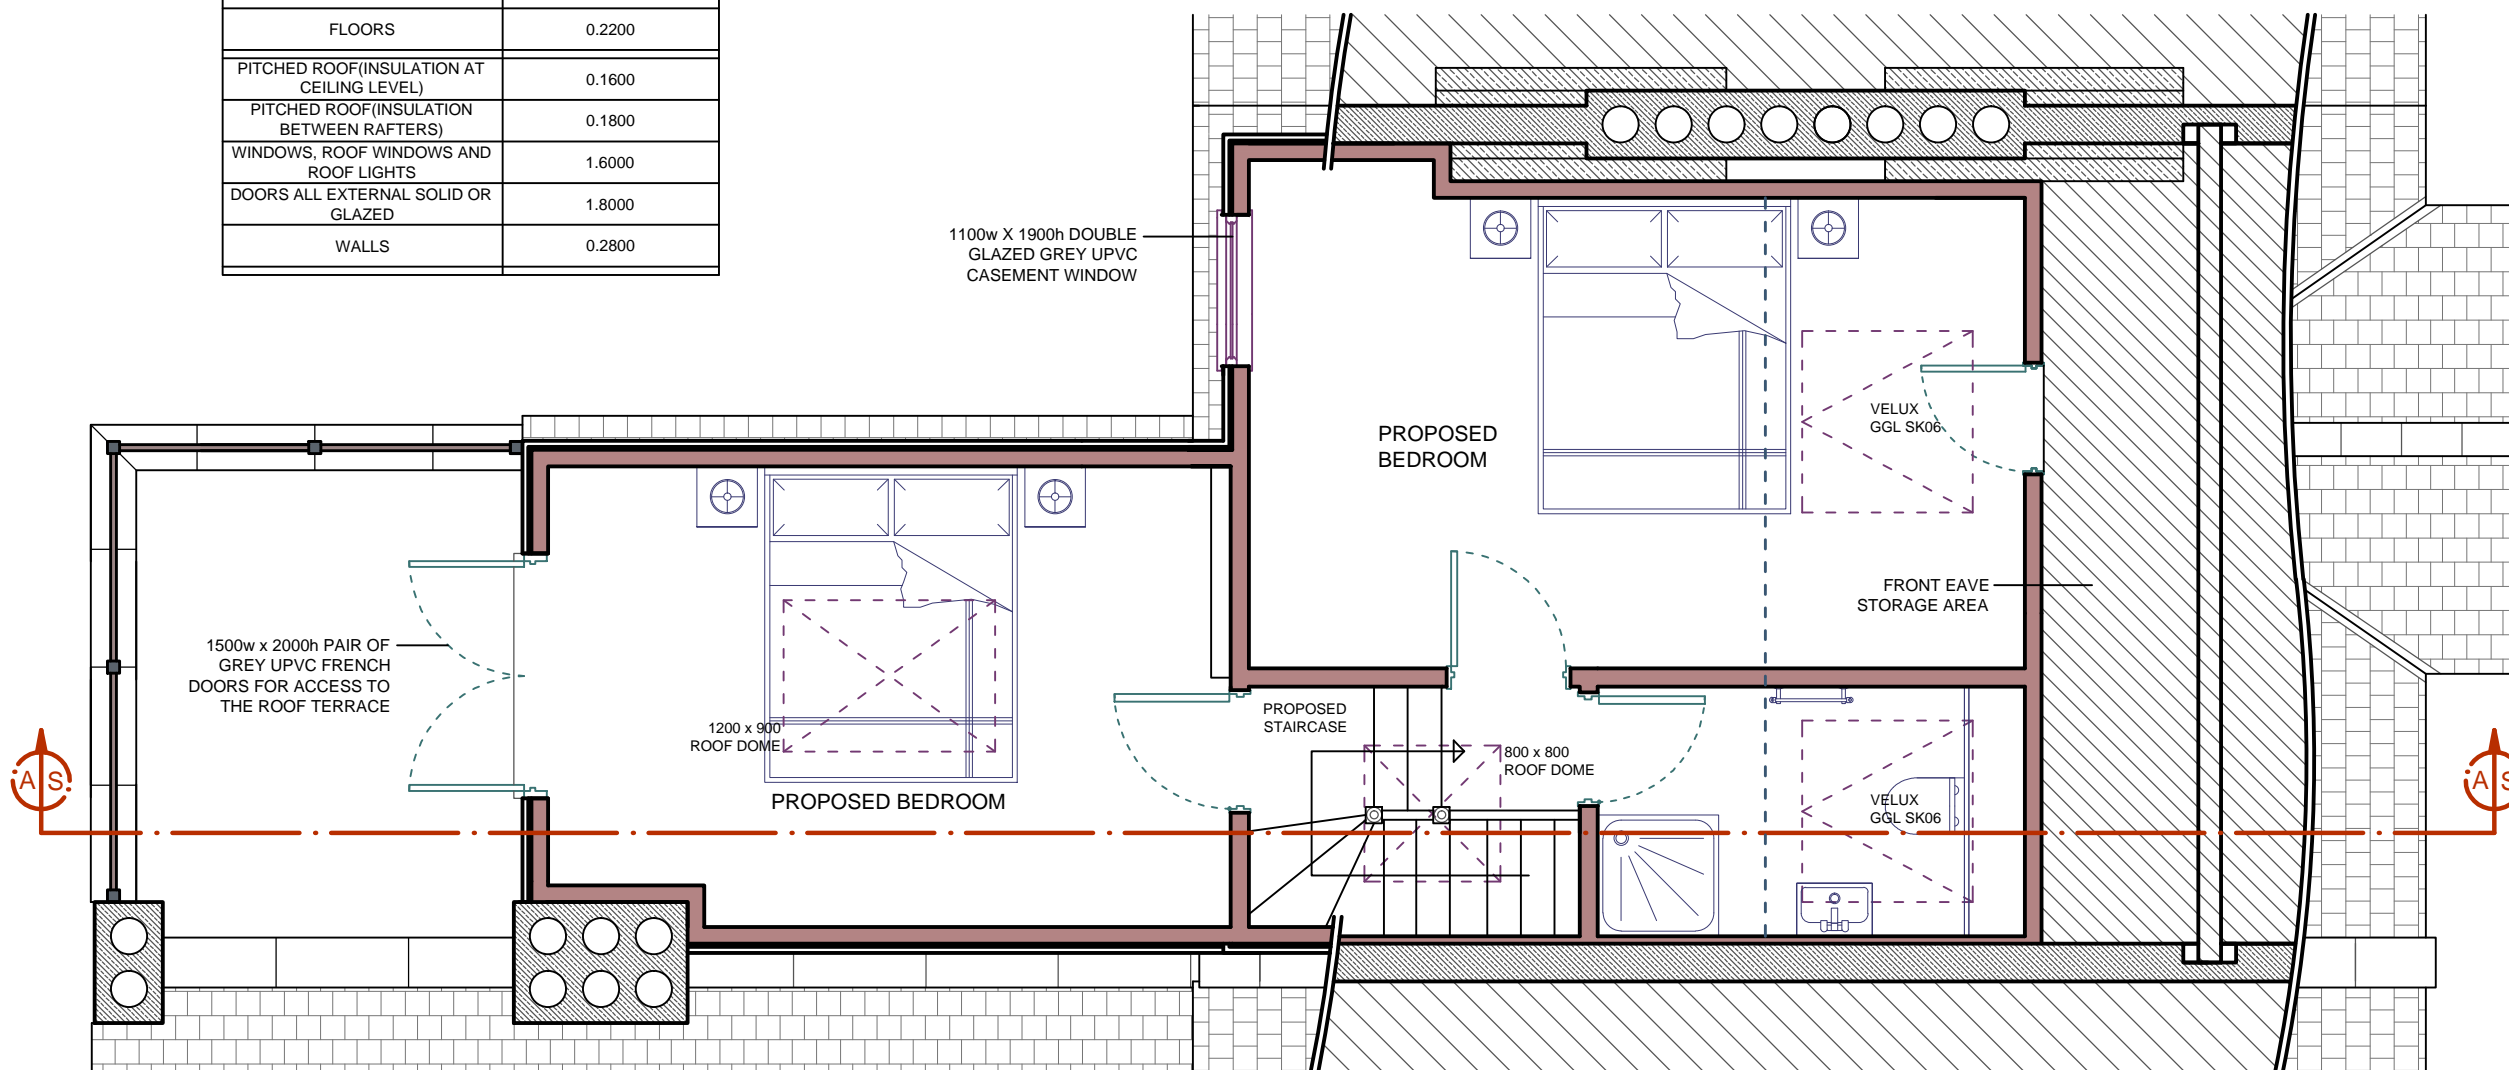 FLOORS 0.2200
PITCHED ROOF(INSULATION AT
CEILING LEVEL) 0.1600
PITCHED ROOF(INSULATION
BETWEEN RAFTERS) 0.1800
WINDOWS, ROOF WINDOWS AND
ROOF LIGHTS 1.6000
DOORS ALL EXTERNAL SOLID OR
GLAZED 1.8000
WALLS 0.2800
1100w X 1900h DOUBLE
GLAZED GREY UPVC
CASEMENT WINDOW
PROPOSED
BEDROOM
VELUX
GGL SK06
FRONT EAVE
STORAGE AREA
1500w x 2000h PAIR OF
GREY UPVC FRENCH
DOORS FOR ACCESS TO
THE ROOF TERRACE
1200 x 900
ROOF DOME
PROPOSED BEDROOM
PROPOSED
STAIRCASE
800 x 800
ROOF DOME
VELUX
GGL SK06
A S
A S